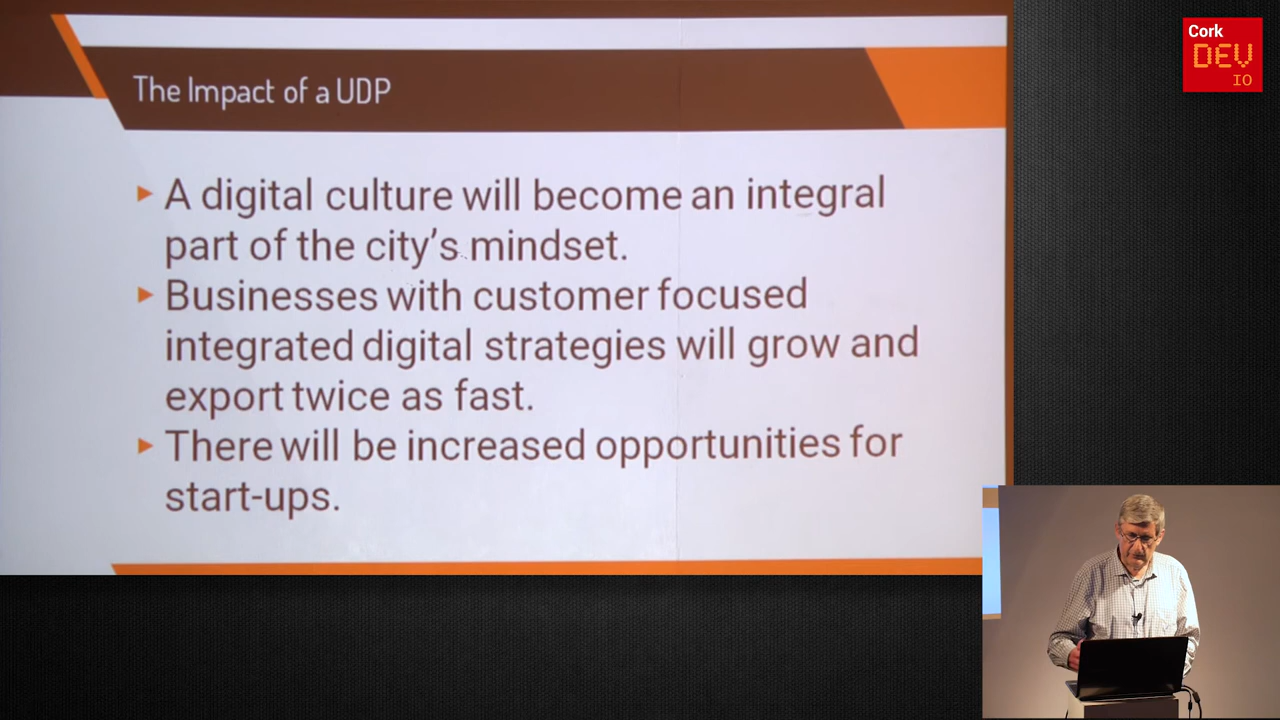 Cork
DEV
IO
The Impact of a UDP
▸ A digital culture will become an integral
part of the city's mindset.
▸ Businesses with customer focused
integrated digital strategies will grow and
export twice as fast.
▸ There will be increased opportunities for
start-ups.